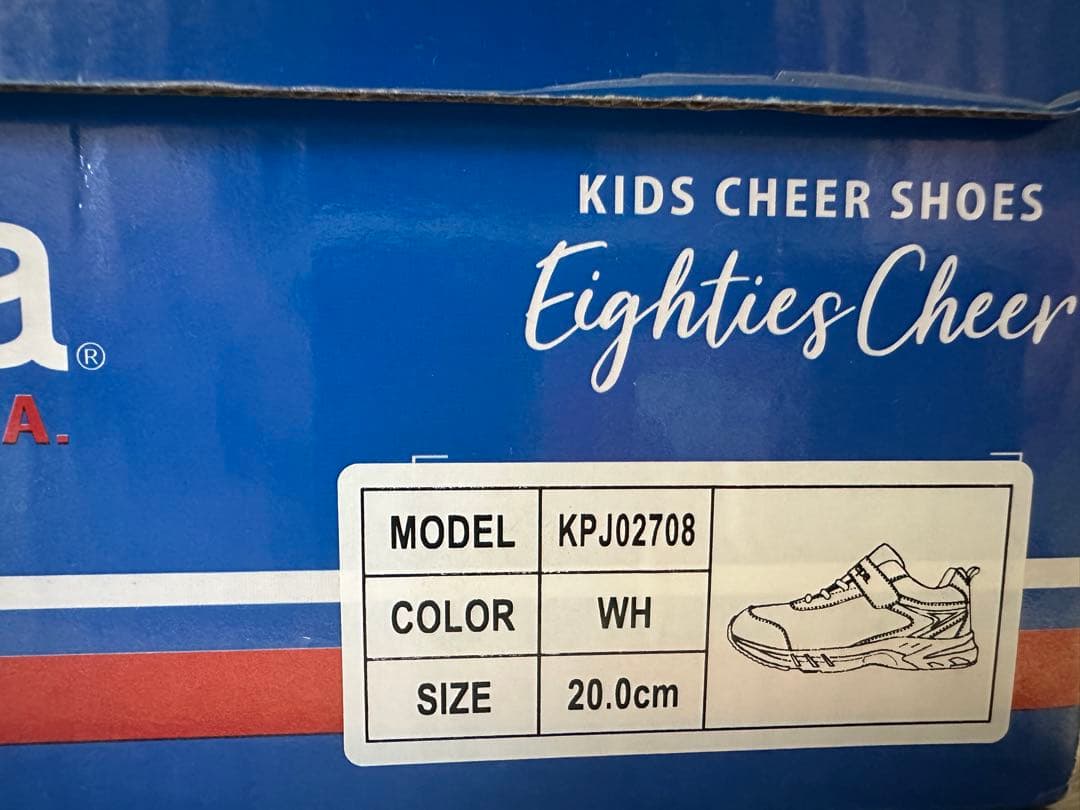 a®
A.
KIDS CHEER SHOES
Eighties Cheer
MODEL KPJ02708
COLOR WH
SIZE 20.0cm